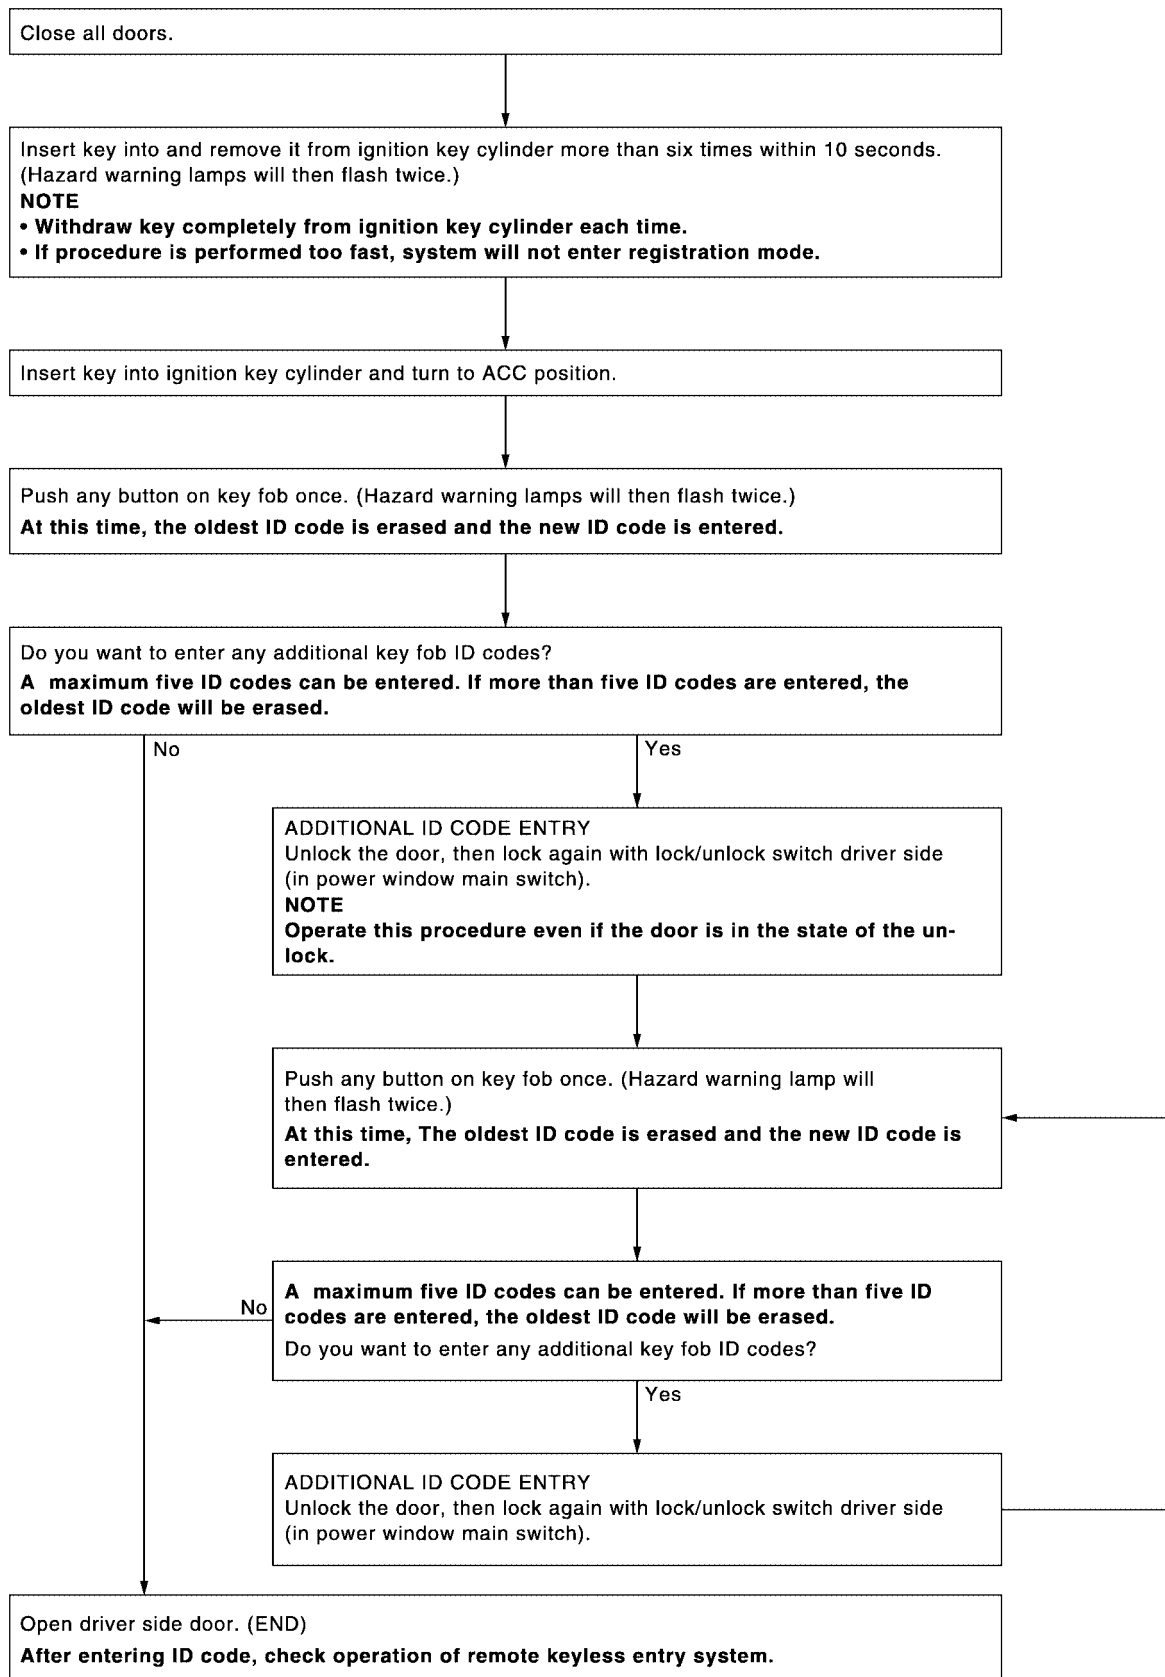 Close all doors.
Insert key into and remove it from ignition key cylinder more than six times within 10 seconds.
(Hazard warning lamps will then flash twice.)
NOTE
• Withdraw key completely from ignition key cylinder each time.
• If procedure is performed too fast, system will not enter registration mode.
Insert key into ignition key cylinder and turn to ACC position.
Push any button on key fob once. (Hazard warning lamps will then flash twice.)
At this time, the oldest ID code is erased and the new ID code is entered.
Do you want to enter any additional key fob ID codes?
A maximum five ID codes can be entered. If more than five ID codes are entered, the
oldest ID code will be erased.
No
Yes
ADDITIONAL ID CODE ENTRY
Unlock the door, then lock again with lock/unlock switch driver side
(in power window main switch).
NOTE
Operate this procedure even if the door is in the state of the un-
lock.
Push any button on key fob once. (Hazard warning lamp will
then flash twice.)
At this time, The oldest ID code is erased and the new ID code is
entered.
A maximum five ID codes can be entered. If more than five ID
codes are entered, the oldest ID code will be erased.
Do you want to enter any additional key fob ID codes?
No
Yes
ADDITIONAL ID CODE ENTRY
Unlock the door, then lock again with lock/unlock switch driver side
(in power window main switch).
Open driver side door. (END)
After entering ID code, check operation of remote keyless entry system.